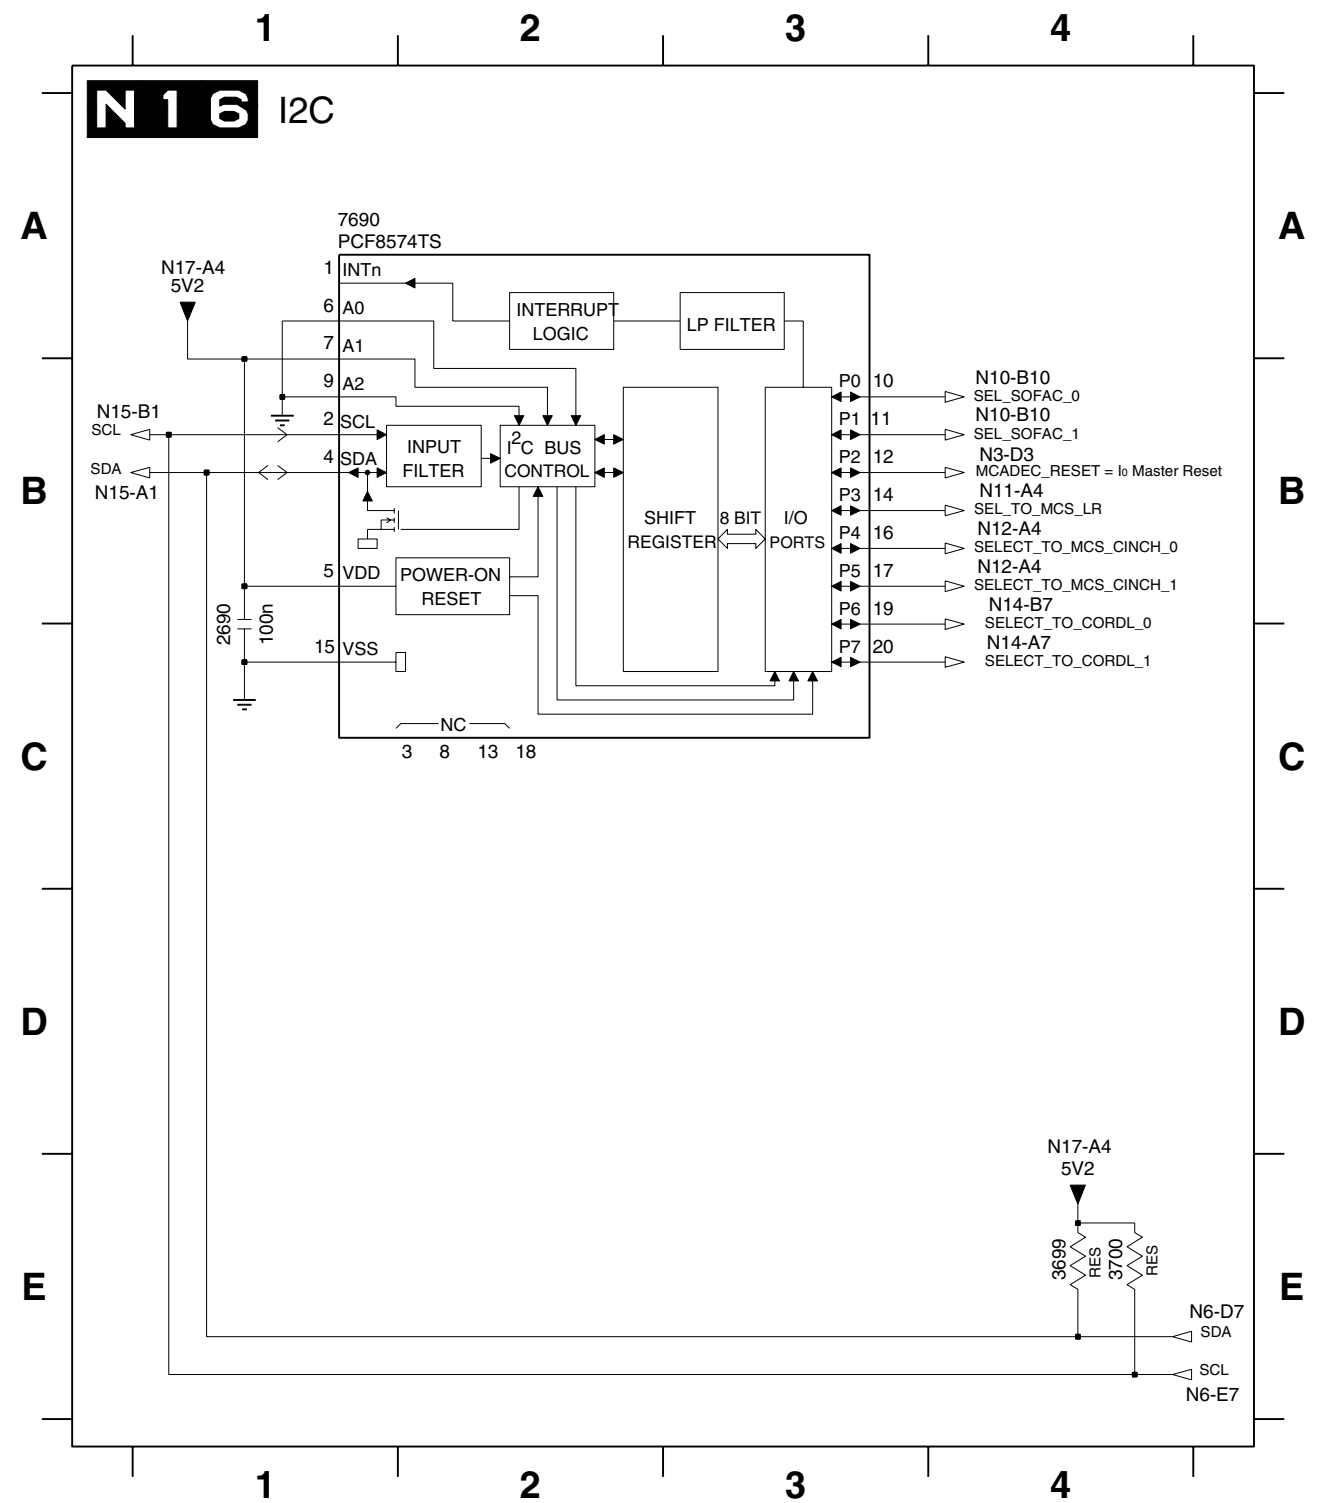 1 2 3 4
N16 I2C
A A
7690
PCF8574TS
N17-A4
5V2
1 INTn
6 A0
7 A1
9 A2
2 SCL
4 SDA
5 VDD
15 VSS
INTERRUPT
LOGIC
LP FILTER
N15-B1
SCL
SDA
N15-A1
INPUT
FILTER
I2C BUS
CONTROL
POWER-ON
RESET
SHIFT
REGISTER
8 BIT
I/O
PORTS
P0 10
P1 11
P2 12
P3 14
P4 16
P5 17
P6 19
P7 20
N10-B10
SEL_SOFAC_0
N10-B10
SEL_SOFAC_1
N3-D3
MCADEC_RESET = I0 Master Reset
N11-A4
SEL_TO_MCS_LR
N12-A4
SELECT_TO_MCS_CINCH_0
N12-A4
SELECT_TO_MCS_CINCH_1
N14-B7
SELECT_TO_CORDL_0
N14-A7
SELECT_TO_CORDL_1
B B
2690
100n
NC
3 8 13 18
C C
D D
N17-A4
5V2
3699
RES
3700
RES
E E
N6-D7
SDA
SCL
N6-E7
1 2 3 4